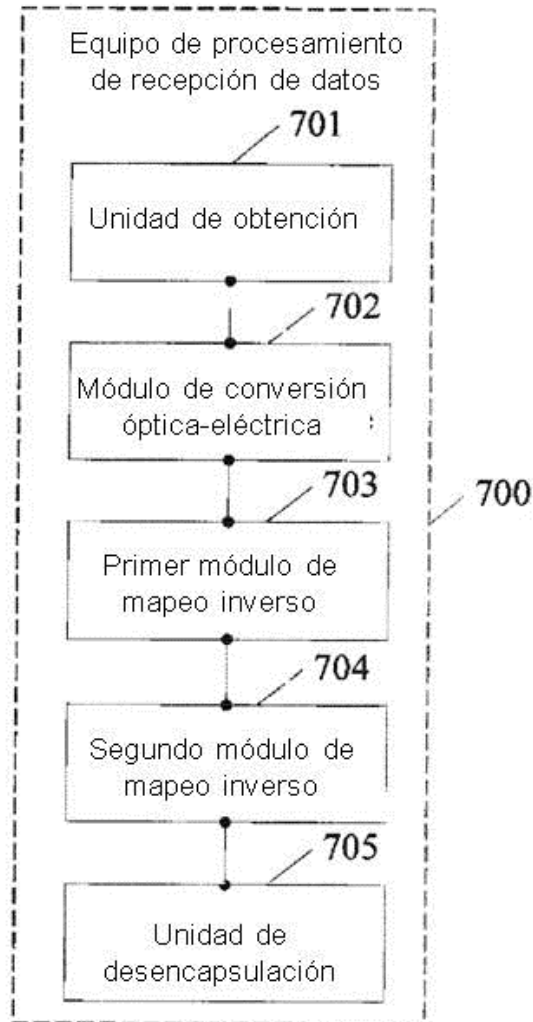 Equipo de procesamiento
de recepción de datos
701
Unidad de obtención
702
Módulo de conversión
óptica-eléctrica
703
700
Primer módulo de
mapeo inverso
704
Segundo módulo de
mapeo inverso
705
Unidad de
desencapsulación